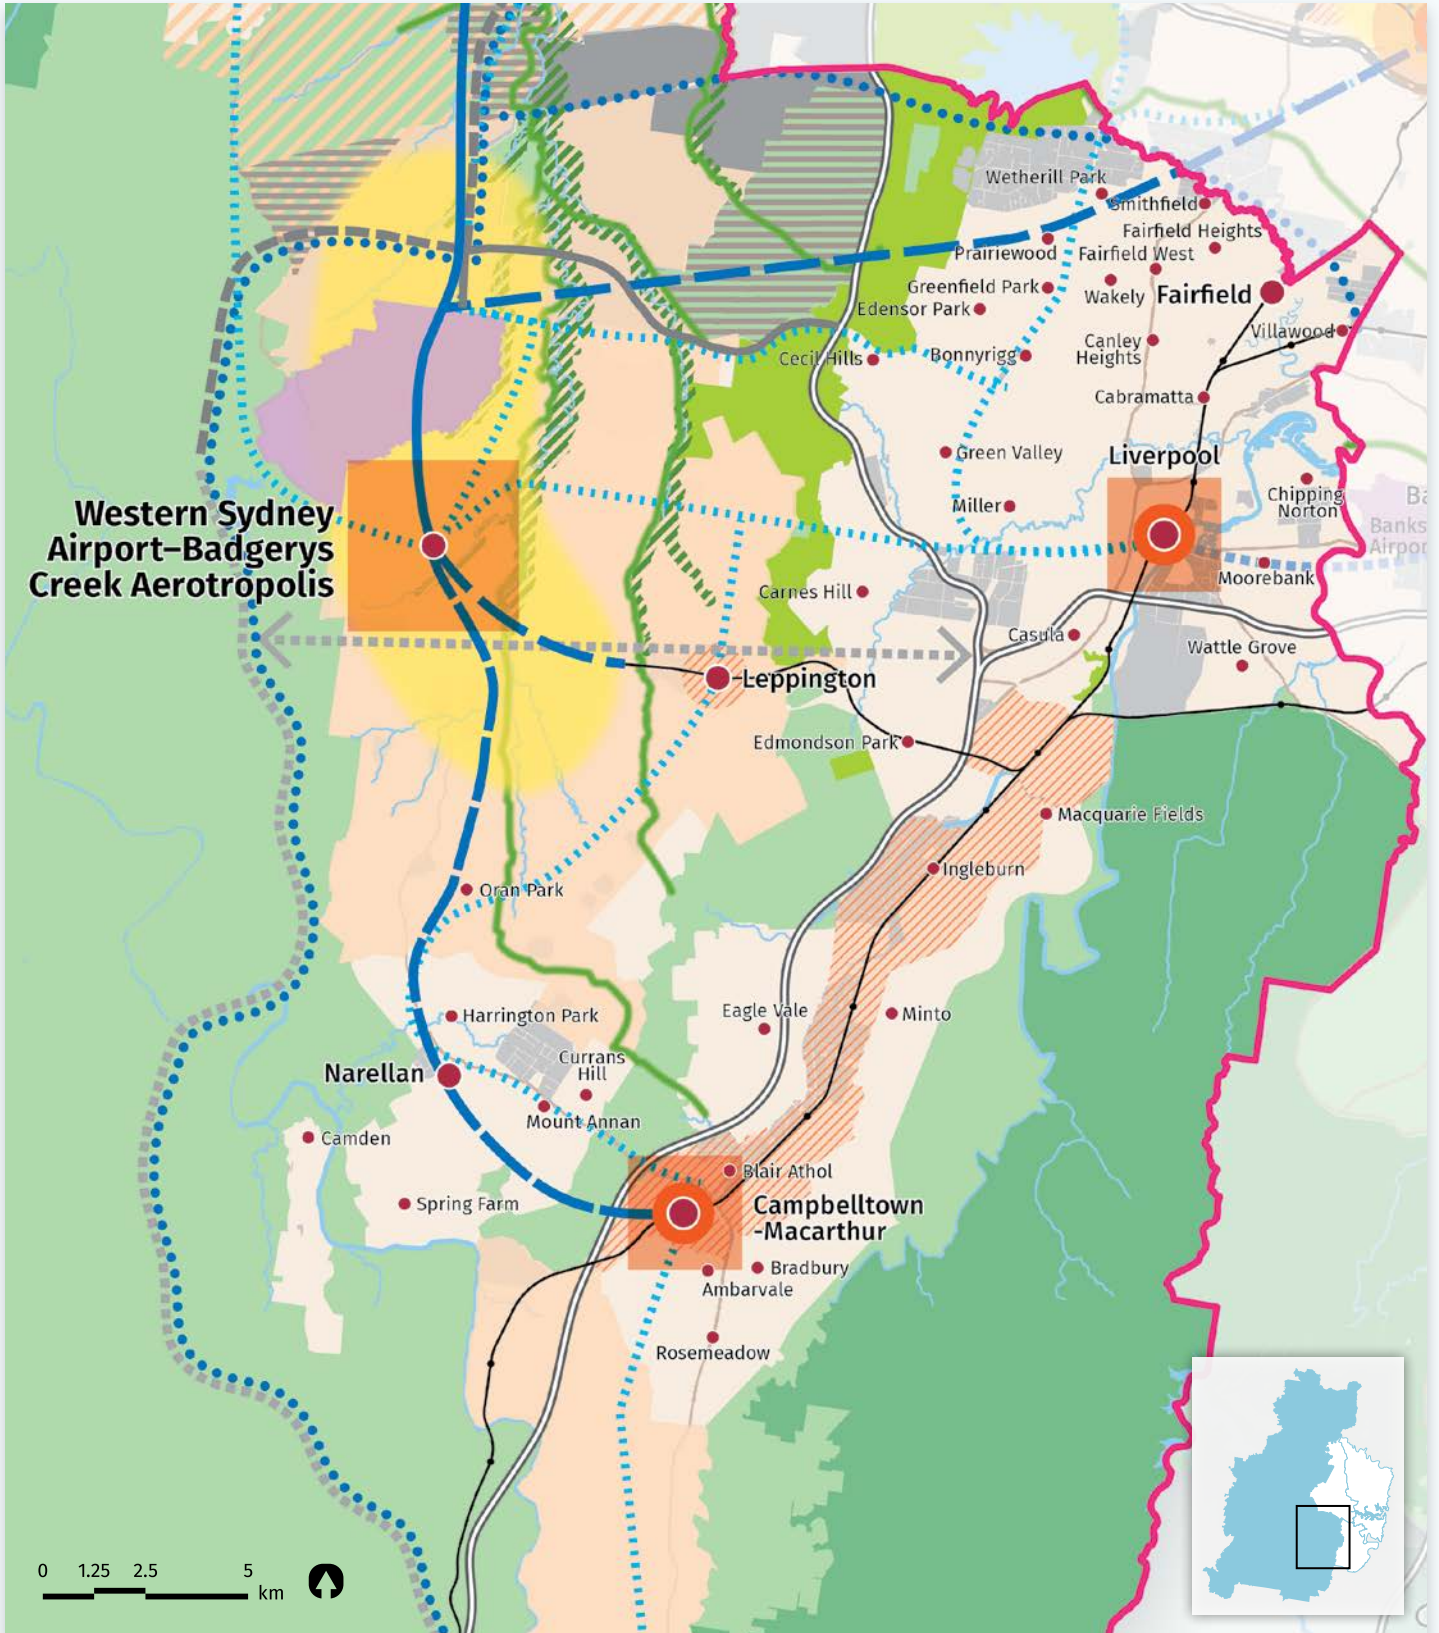 Wetherill Park
Smithfield
Fairfield Heights
Prairiewood
Fairfield West
Greenfield Park
Wakely
Fairfield
Edensor Park
Villawood
Canley
Heights
Cecil Hills
Bonnyrigg
Cabramatta
Green Valley
Liverpool
Chipping
Norton
Miller
Western Sydney
Airport–Badgerys
Creek Aerotropolis
Banks
Airpor
Moorebank
Carnes Hill
Casula
Wattle Grove
Leppington
Edmondson Park
Macquarie Fields
Ingleburn
Oran Park
Harrington Park
Eagle Vale
Minto
Currans
Hill
Narellan
Mount Annan
Camden
Blair Athol
Spring Farm
Campbelltown
-Macarthur
Bradbury
Ambarvale
Rosemeadow
0 1.25 2.5 5
km